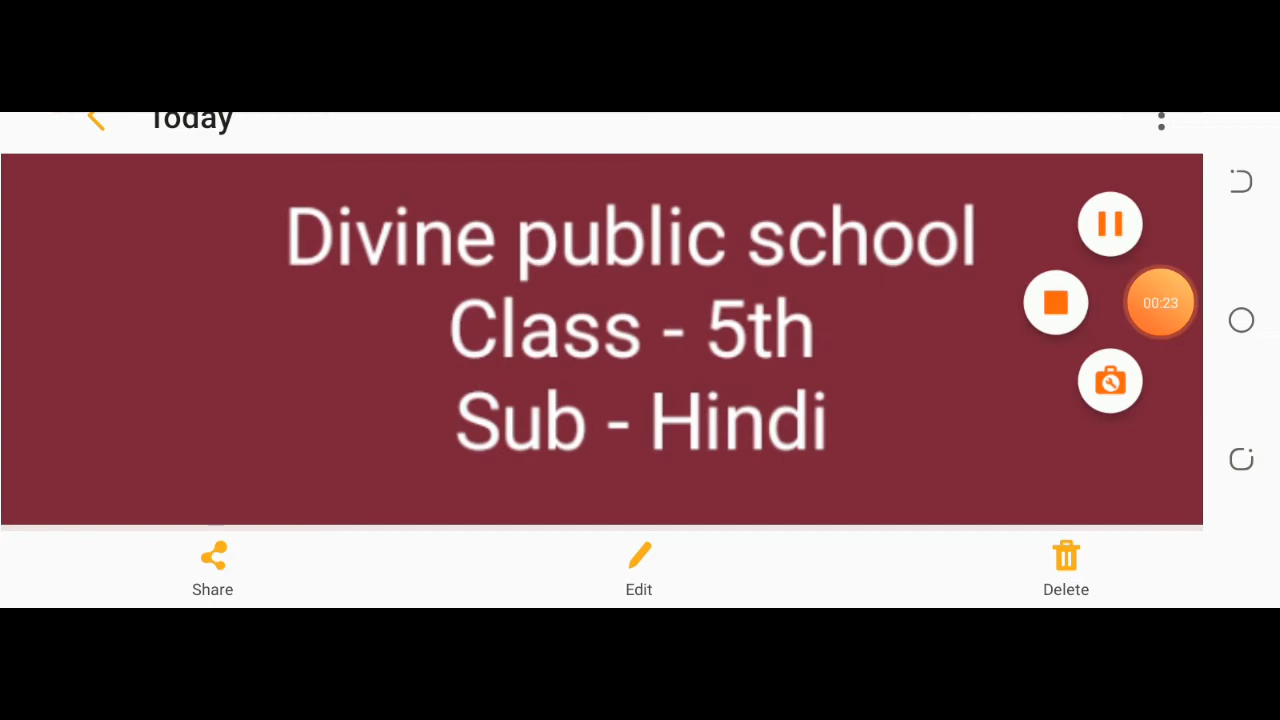 Today
Divine public school
Class - 5th
Sub - Hindi
00:23
Share
Edit
Delete